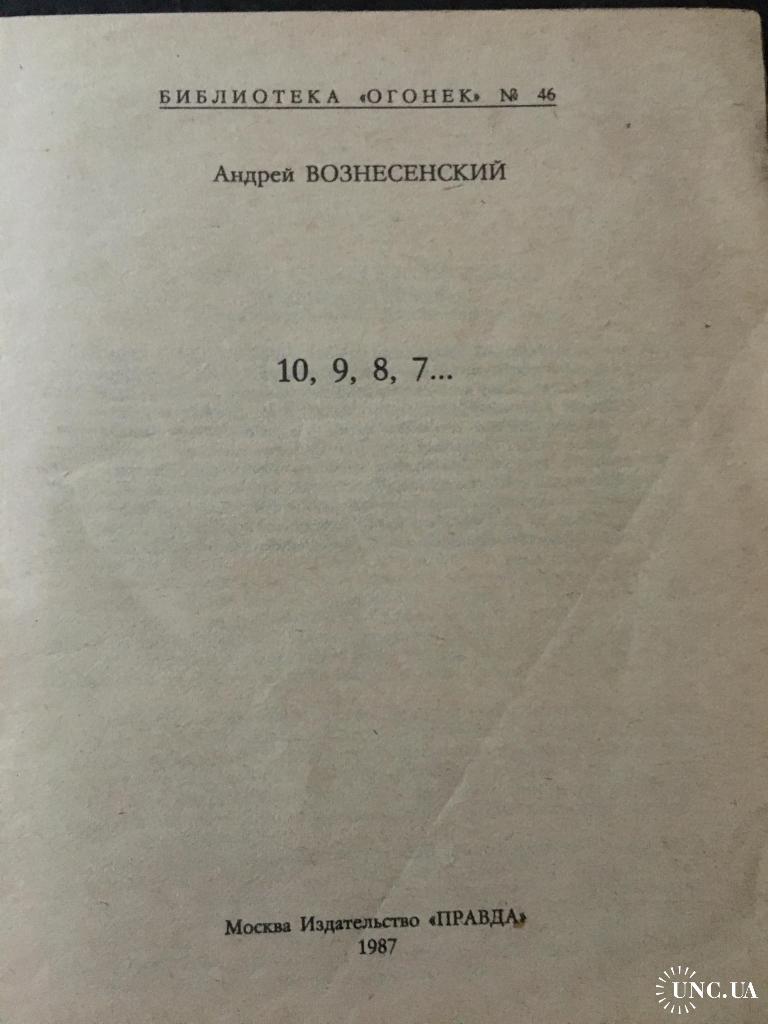 БИБЛИОТЕКА «ОГОНЕК» № 46
Андрей ВОЗНЕСЕНСКИЙ
10, 9, 8, 7...
Москва Издательство «ПРАВДА»
1987
UNC.UA